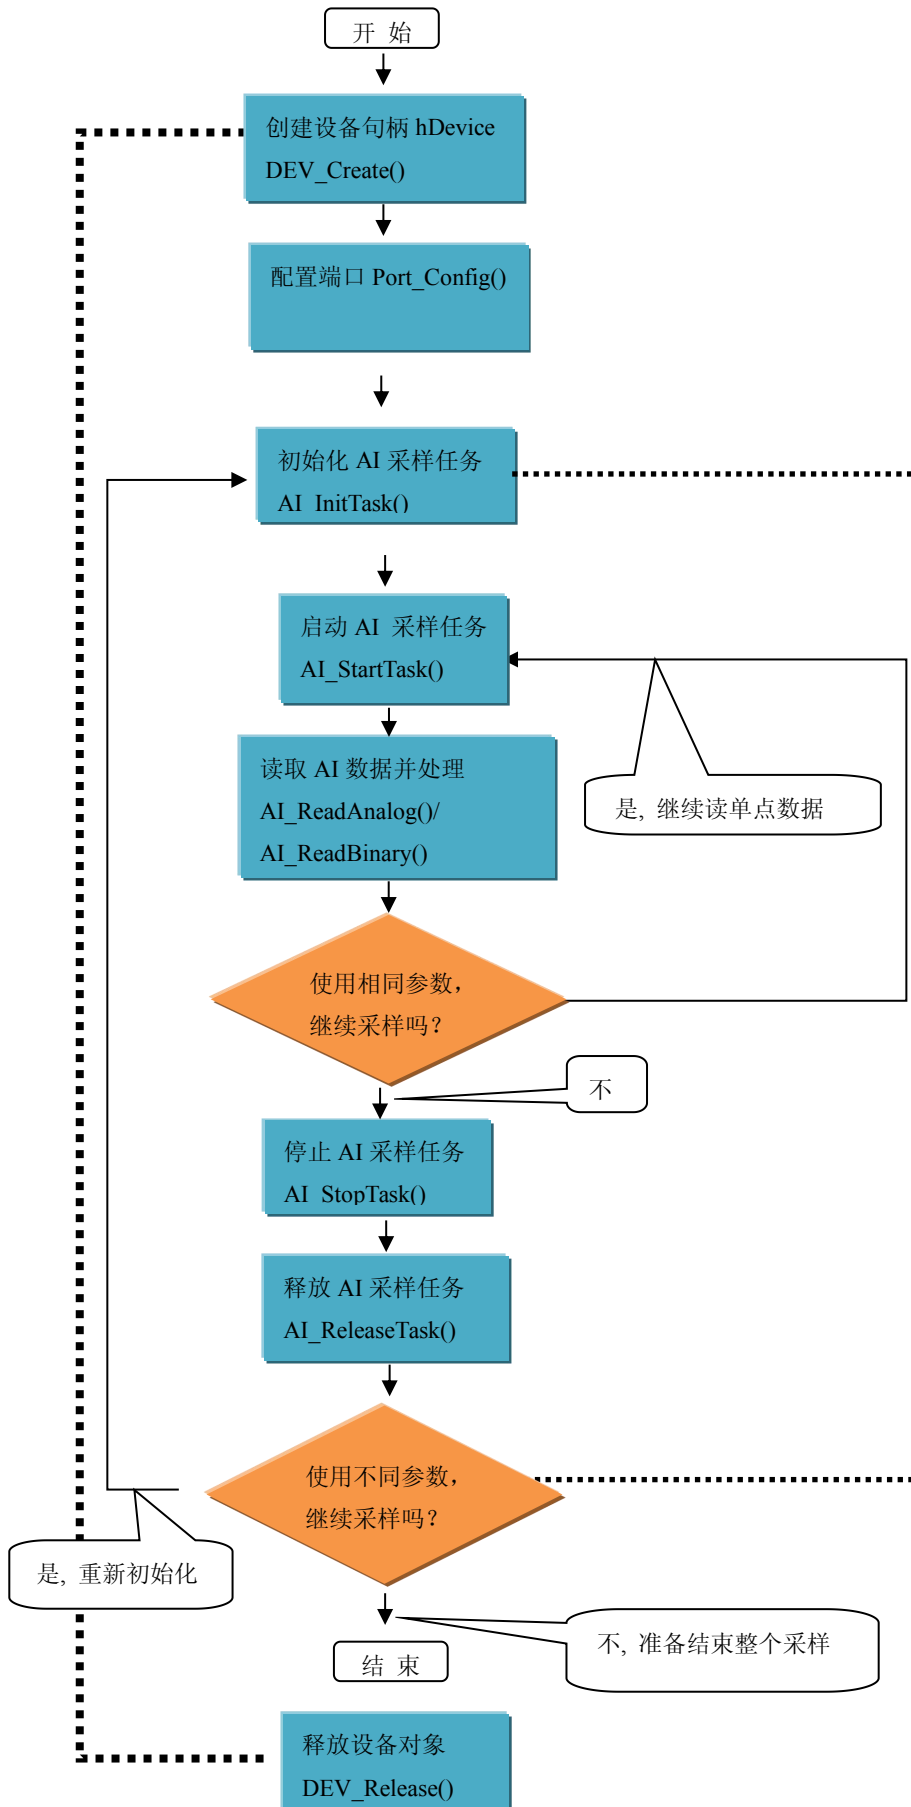 开 始
创建设备句柄 hDevice
DEV_Create()
配置端口 Port_Config()
初始化 AI 采样任务
AI_InitTask()
启动 AI 采样任务
AI_StartTask()
读取 AI 数据并处理
AI_ReadAnalog()/
AI_ReadBinary()
是, 继续读单点数据
使用相同参数，
继续采样吗？
不
停止 AI 采样任务
AI_StopTask()
释放 AI 采样任务
AI_ReleaseTask()
使用不同参数，
继续采样吗？
是, 重新初始化
不, 准备结束整个采样
结 束
释放设备对象
DEV_Release()